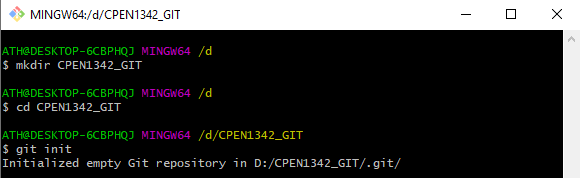 MINGW64:/d/CPEN1342_GIT
ATH@DESKTOP-6CBPHQJ MINGW64 /d
$ mkdir CPEN1342_GIT
ATH@DESKTOP-6CBPHQJ MINGW64 /d
$ cd CPEN1342_GIT
ATH@DESKTOP-6CBPHQJ MINGW64 /d/CPEN1342_GIT
$ git init
Initialized empty Git repository in D:/CPEN1342_GIT/.git/